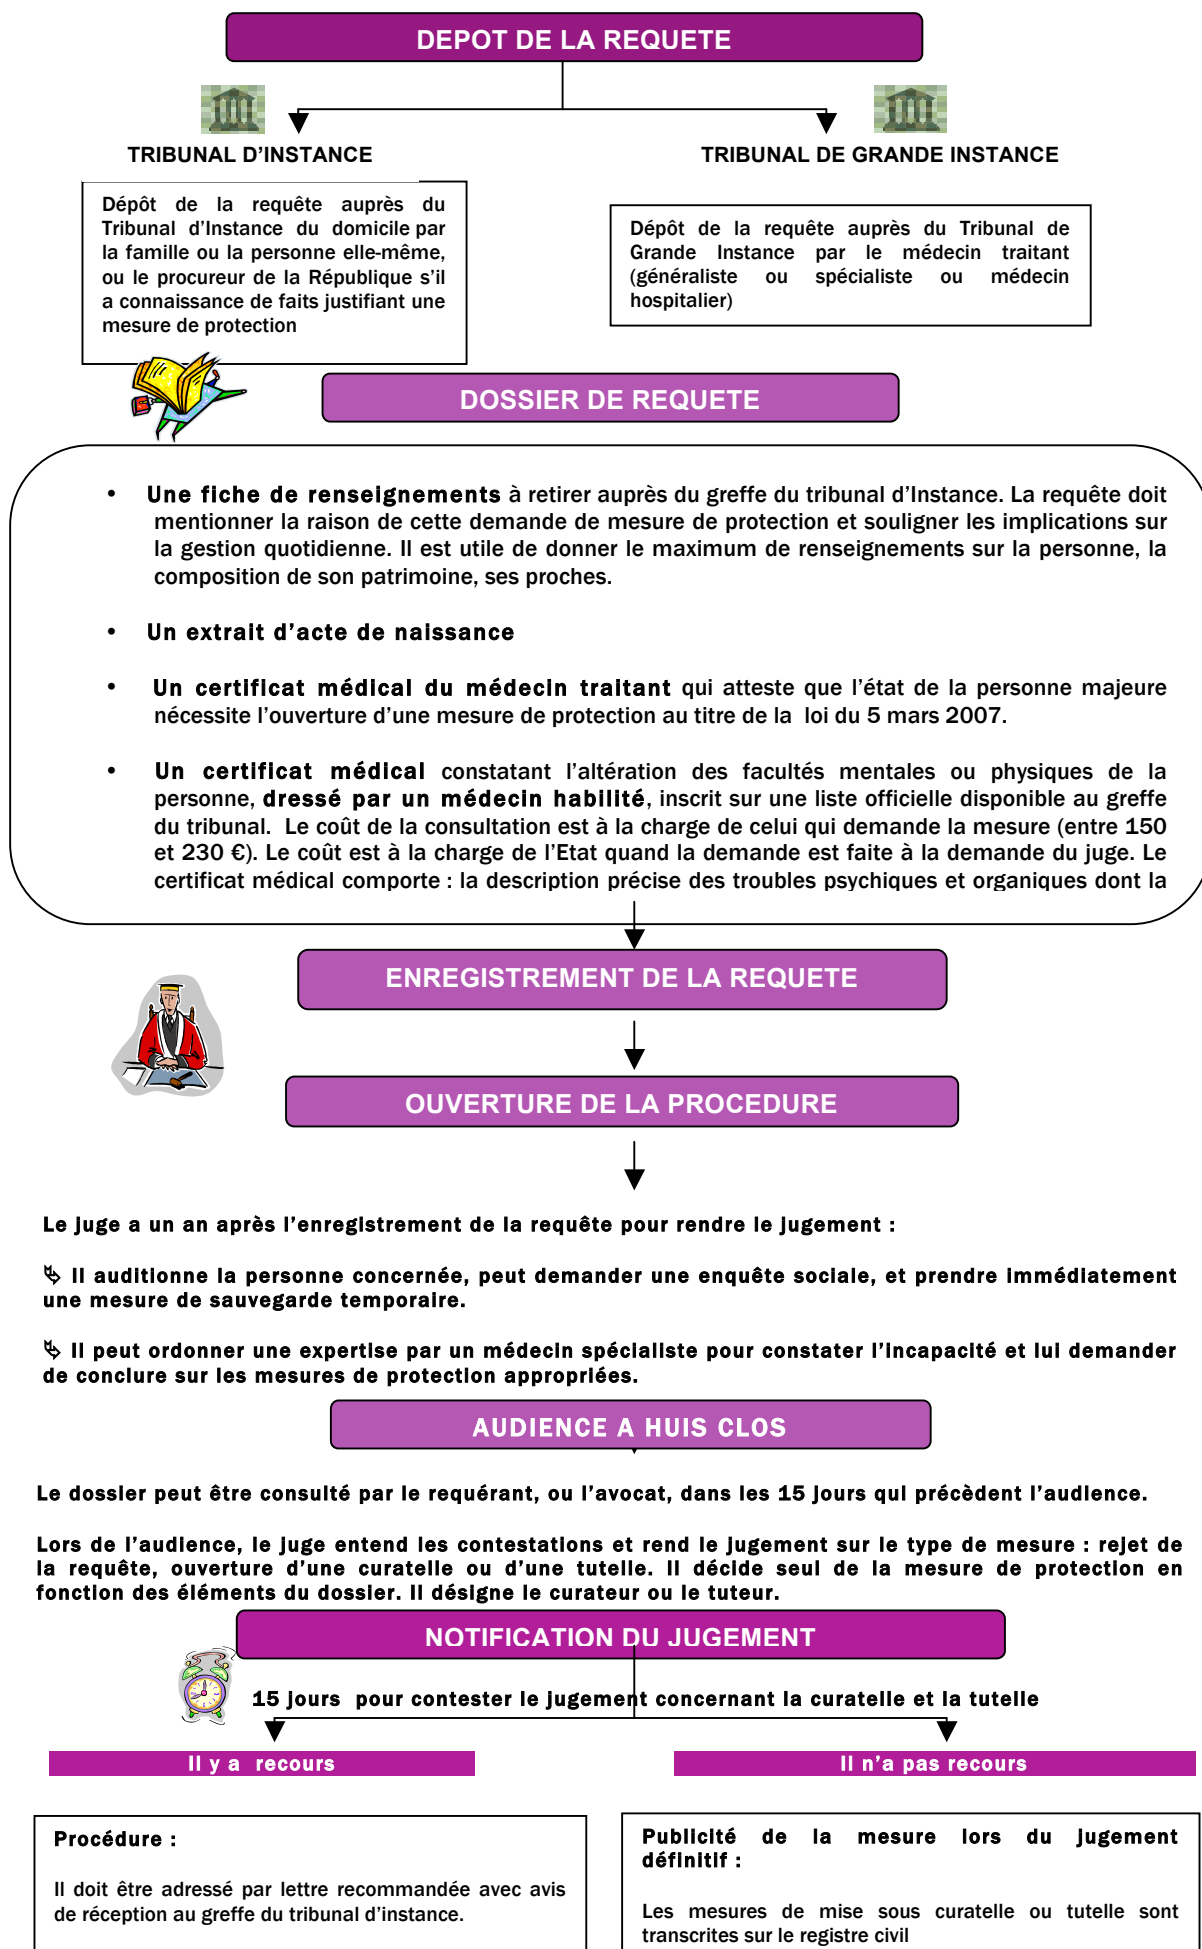 DEPOT DE LA REQUETE
TRIBUNAL D'INSTANCE
Dépôt de la requête auprès du
Tribunal d'Instance du domicile par
la famille ou la personne elle-même,
ou le procureur de la République s'il
a connaissance de faits justifiant une
mesure de protection
TRIBUNAL DE GRANDE INSTANCE
Dépôt de la requête auprès du Tribunal de
Grande Instance par le médecin traitant
(généraliste ou spécialiste ou médecin
hospitalier)
DOSSIER DE REQUETE
• Une fiche de renseignements à retirer auprès du greffe du tribunal d'Instance. La requête doit
mentionner la raison de cette demande de mesure de protection et souligner les implications sur
la gestion quotidienne. Il est utile de donner le maximum de renseignements sur la personne, la
composition de son patrimoine, ses proches.
• Un extrait d'acte de naissance
• Un certificat médical du médecin traitant qui atteste que l'état de la personne majeure
nécessite l'ouverture d'une mesure de protection au titre de la loi du 5 mars 2007.
• Un certificat médical constatant l'altération des facultés mentales ou physiques de la
personne, dressé par un médecin habilité, inscrit sur une liste officielle disponible au greffe
du tribunal. Le coût de la consultation est à la charge de celui qui demande la mesure (entre 150
et 230 €). Le coût est à la charge de l'Etat quand la demande est faite à la demande du juge. Le
certificat médical comporte : la description précise des troubles psychiques et organiques dont la
ENREGISTREMENT DE LA REQUETE
OUVERTURE DE LA PROCEDURE
Le juge a un an après l'enregistrement de la requête pour rendre le jugement :
↳ Il auditionne la personne concernée, peut demander une enquête sociale, et prendre immédiatement
une mesure de sauvegarde temporaire.
↳ Il peut ordonner une expertise par un médecin spécialiste pour constater l'incapacité et lui demander
de conclure sur les mesures de protection appropriées.
AUDIENCE A HUIS CLOS
Le dossier peut être consulté par le requérant, ou l'avocat, dans les 15 jours qui précèdent l'audience.
Lors de l'audience, le juge entend les contestations et rend le jugement sur le type de mesure : rejet de
la requête, ouverture d'une curatelle ou d'une tutelle. Il décide seul de la mesure de protection en
fonction des éléments du dossier. Il désigne le curateur ou le tuteur.
NOTIFICATION DU JUGEMENT
15 jours pour contester le jugement concernant la curatelle et la tutelle
Il y a recours
Procédure :
Il doit être adressé par lettre recommandée avec avis
de réception au greffe du tribunal d'instance.
Il n'a pas recours
Publicité de la mesure lors du jugement
définitif :
Les mesures de mise sous curatelle ou tutelle sont
transcrites sur le registre civil